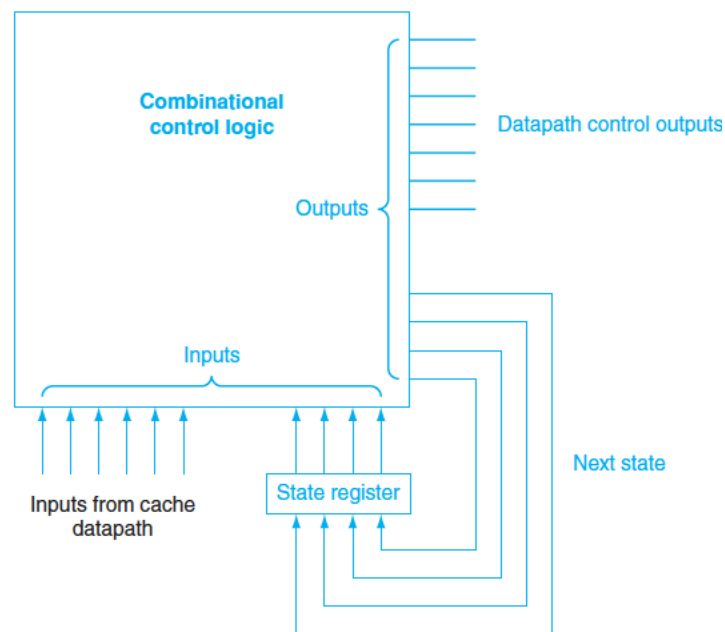 Combinational
control logic
Datapath control outputs
Outputs
Inputs
Next state
State register
Inputs from cache
datapath